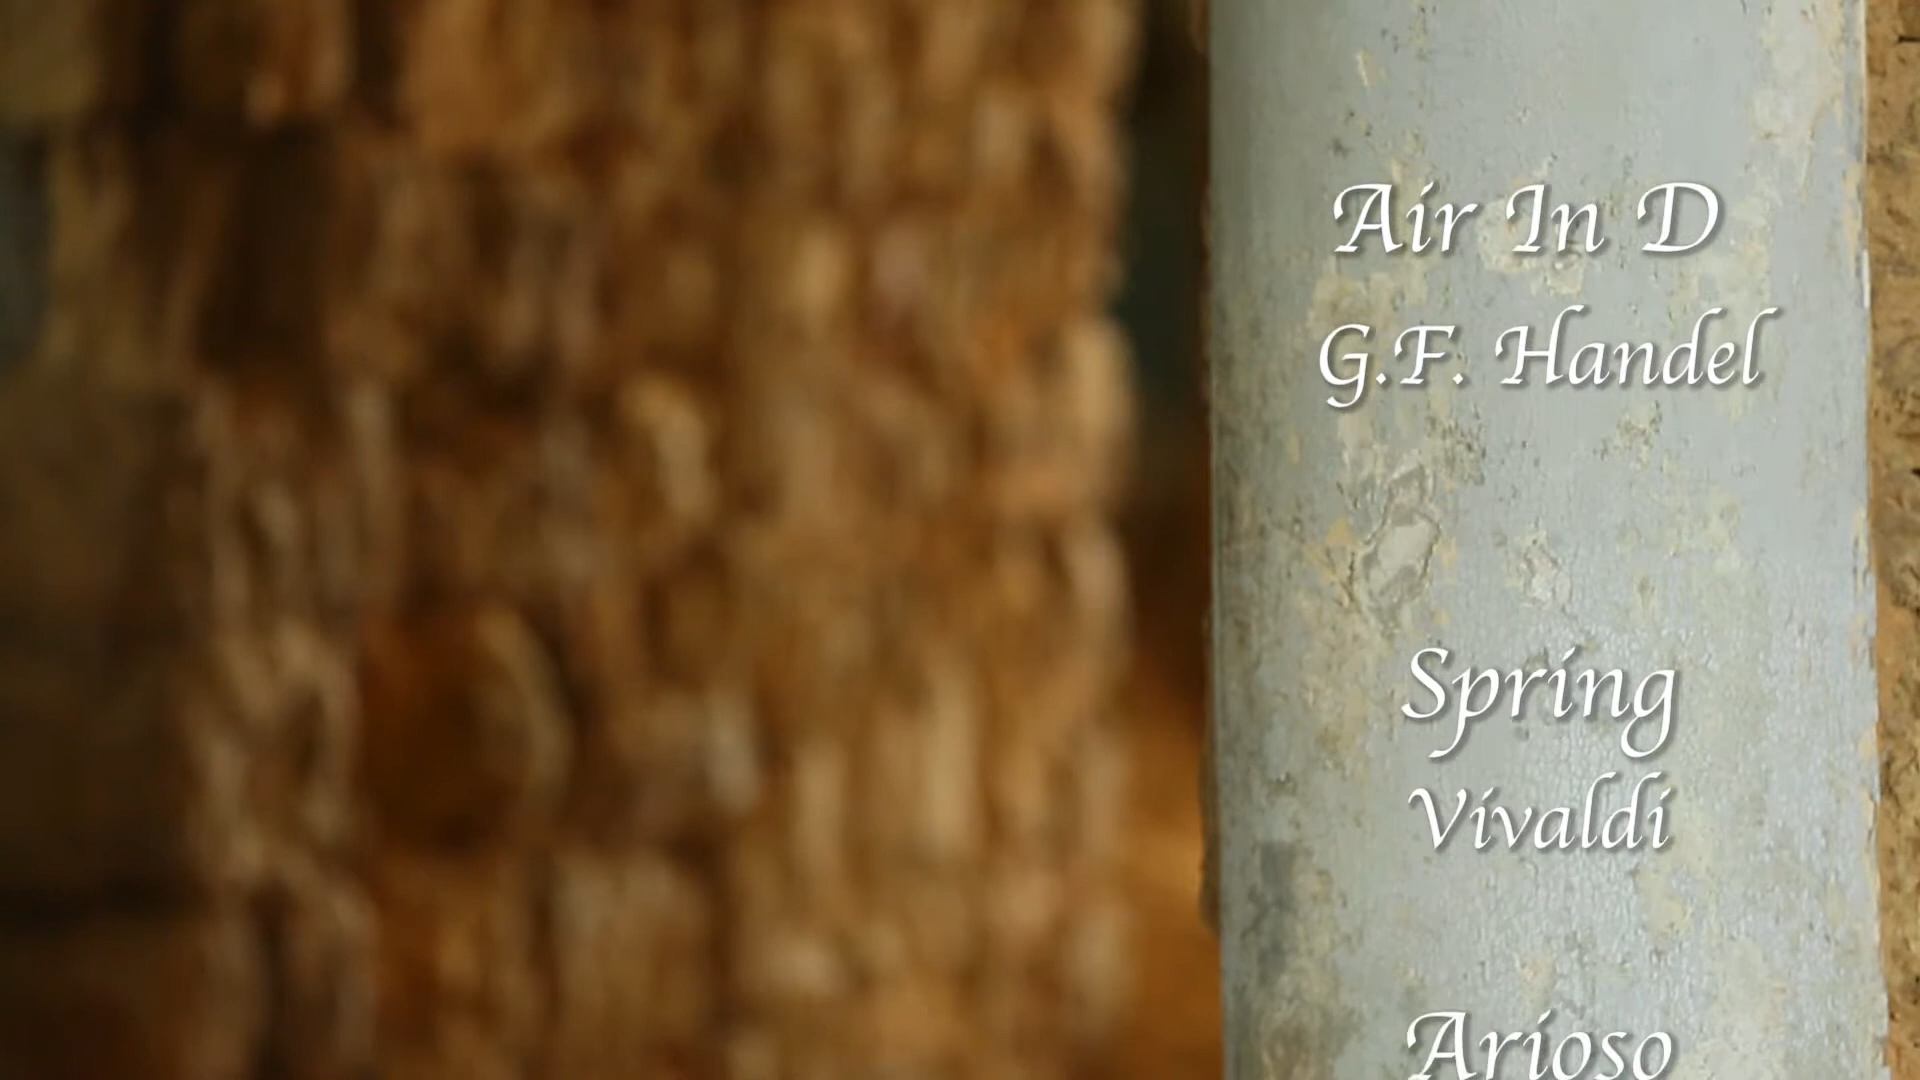 Air In D
G.F. Handel
Spring
Vivaldi
Arioso